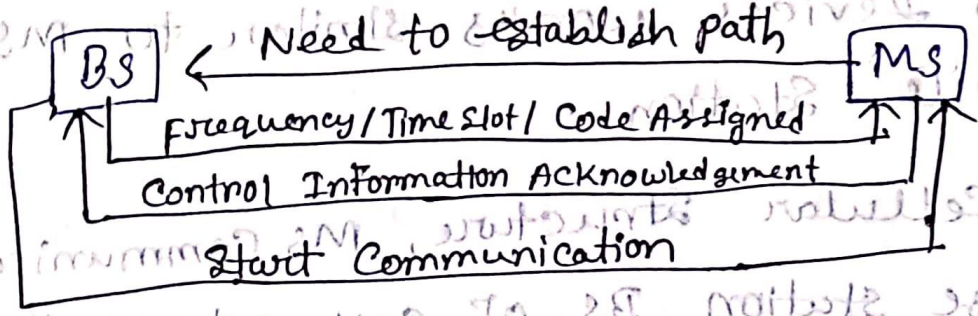 Need to establish path
BS
MS
Frequency/Time Slot/ Code Assigned
Control Information Acknowledgement
Start Communication